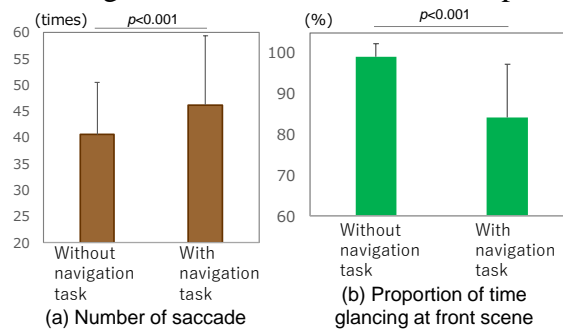 (times)
p<0.001
60
55
50
45
40
35
30
25
20
Without
navigation
task
With
navigation
task
(a) Number of saccade
(%)
p<0.001
100
90
80
70
60
Without
navigation
task
With
navigation
task
(b) Proportion of time
glancing at front scene